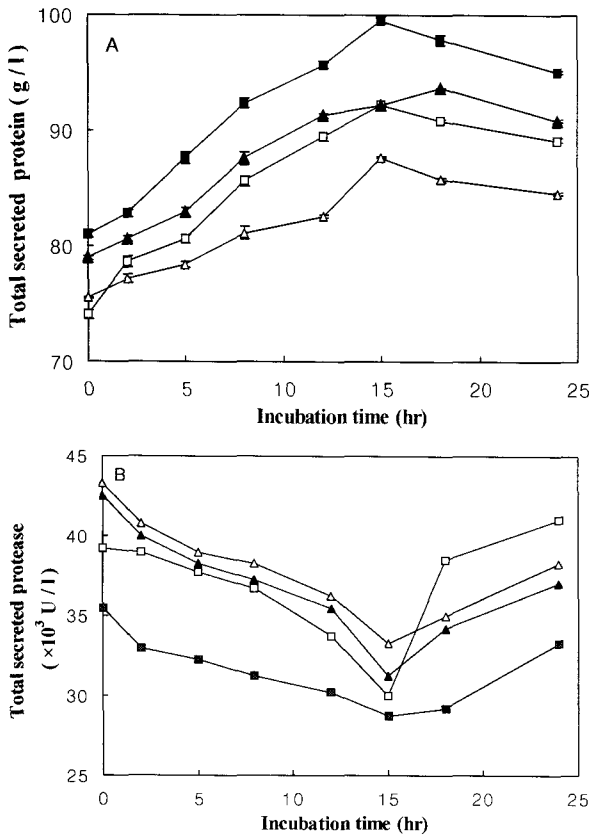 A
Total secreted protein ( g / l )
100
90
80
70
0 5 10 15 20 25
Incubation time (hr)
B
Total secreted protease
( ×10³ U / l )
45
40
35
30
25
0 5 10 15 20 25
Incubation time (hr)